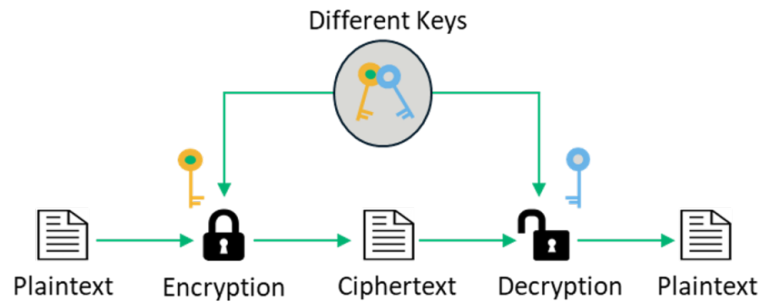 Different Keys
Plaintext
Encryption
Ciphertext
Decryption
Plaintext